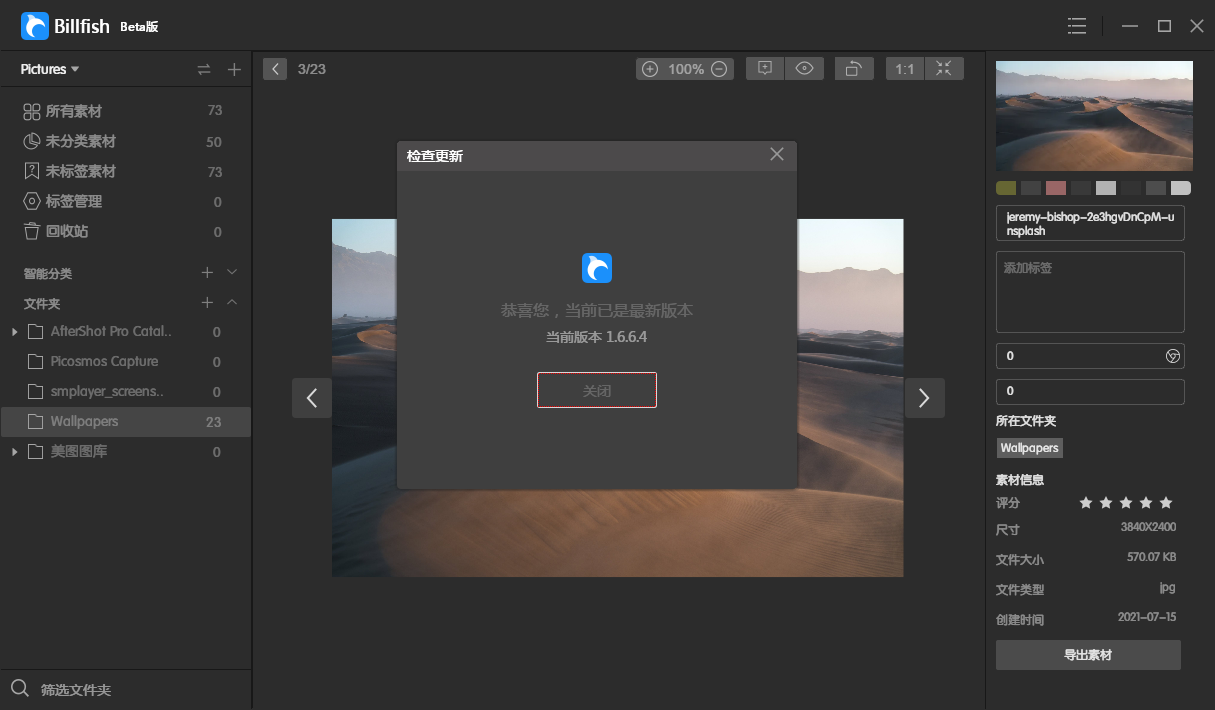 Billfish Beta版
Pictures
3/23
100%
1:1
所有素材 73
未分类素材 50
未标签素材 73
标签管理 0
回收站 0
智能分类
文件夹
AfterShot Pro Catal.. 0
Picosmos Capture 0
smplayer_screens.. 0
Wallpapers 23
美图图库 0
筛选文件夹
检查更新
恭喜您，当前已是最新版本
当前版本 1.6.6.4
关闭
jeremy-bishop-2e3hgvDnCpM-u
nsplash
添加标签
0
0
所在文件夹
Wallpapers
素材信息
评分
尺寸 3840X2400
文件大小 570.07 KB
文件类型 jpg
创建时间 2021-07-15
导出素材